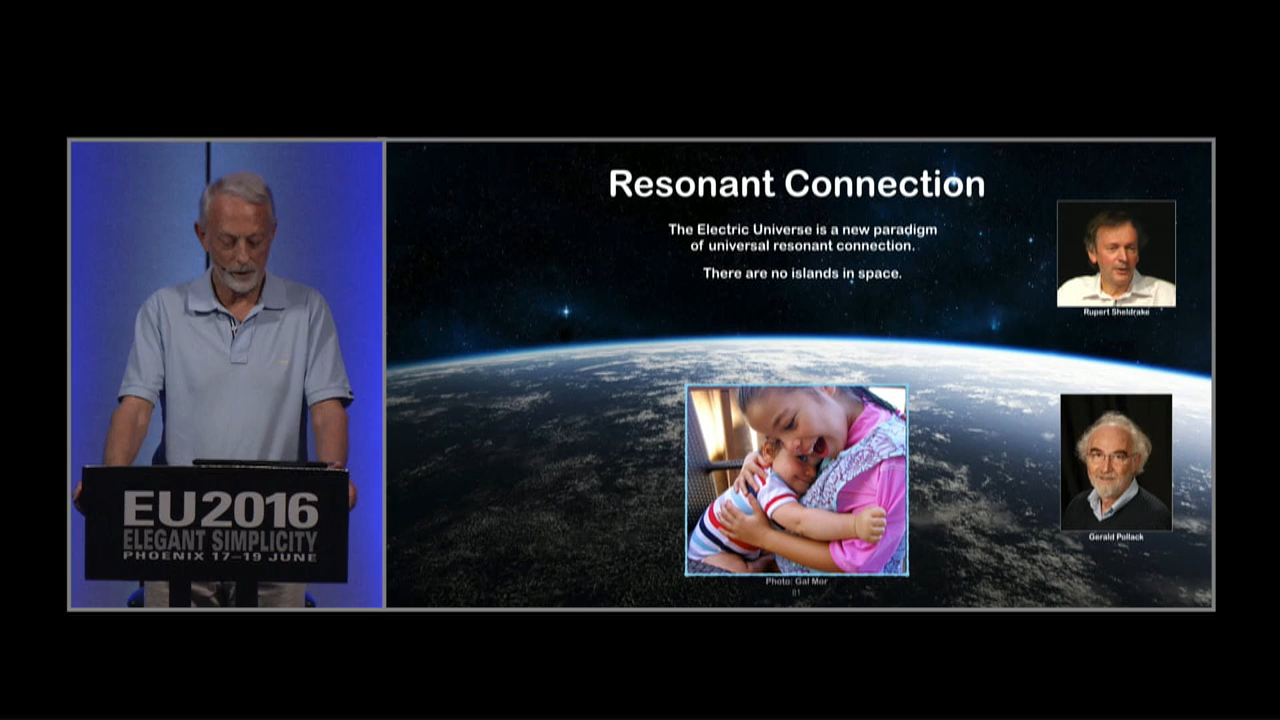 EU2016
ELEGANT SIMPLICITY
PHOENIX 17–19 JUNE
Resonant Connection
The Electric Universe is a new paradigm
of universal resonant connection.
There are no islands in space.
Rupert Sheldrake
Gerald Pollack
Photo: Gal Mor
81